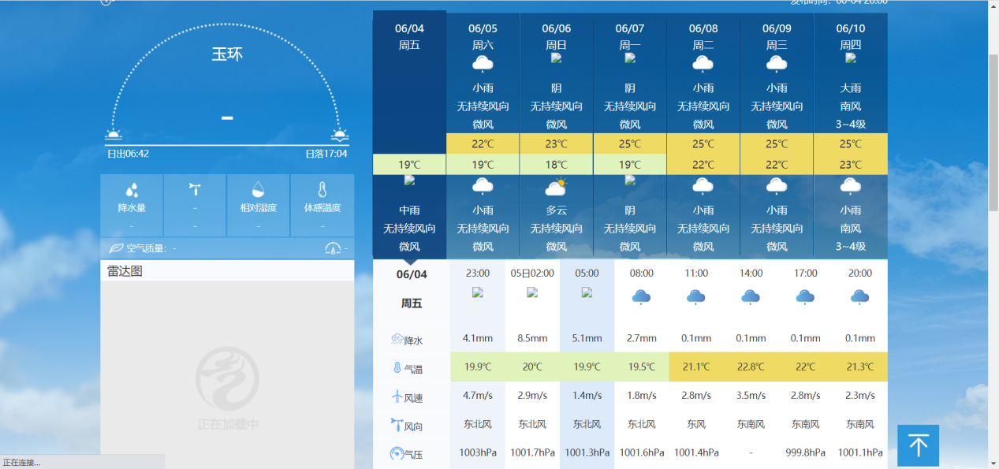 发布时间：06-04 20:00
玉环
-
日出06:42
日落17:04
降水量
-
-
-
相对湿度
-
体感温度
-
空气质量：-
-
雷达图
正在加载中
06/04 06/05 06/06 06/07 06/08 06/09 06/10
周五 周六 周日 周一 周二 周三 周四
小雨 阴 阴 小雨 小雨 大雨
无持续风向 无持续风向 无持续风向 无持续风向 无持续风向 南风
微风 微风 微风 微风 微风 3~4级
22℃ 23℃ 25℃ 25℃ 25℃ 25℃
19℃ 19℃ 18℃ 19℃ 22℃ 22℃ 23℃
中雨 小雨 多云 阴 小雨 小雨 小雨
无持续风向 无持续风向 无持续风向 无持续风向 无持续风向 无持续风向 南风
微风 微风 微风 微风 微风 微风 3~4级
06/04 23:00 05日02:00 05:00 08:00 11:00 14:00 17:00 20:00
周五
降水 4.1mm 8.5mm 5.1mm 2.7mm 0.1mm 0.1mm 0.1mm 0.1mm
气温 19.9℃ 20℃ 19.9℃ 19.5℃ 21.1℃ 22.8℃ 22℃ 21.3℃
风速 4.7m/s 2.9m/s 1.4m/s 1.8m/s 2.8m/s 3.5m/s 2.8m/s 2.3m/s
风向 东北风 东北风 东北风 东北风 东风 东南风 东南风 东南风
气压 1003hPa 1001.7hPa 1001.3hPa 1001.6hPa 1001.4hPa - 999.8hPa 1001.1hPa
正在连接...